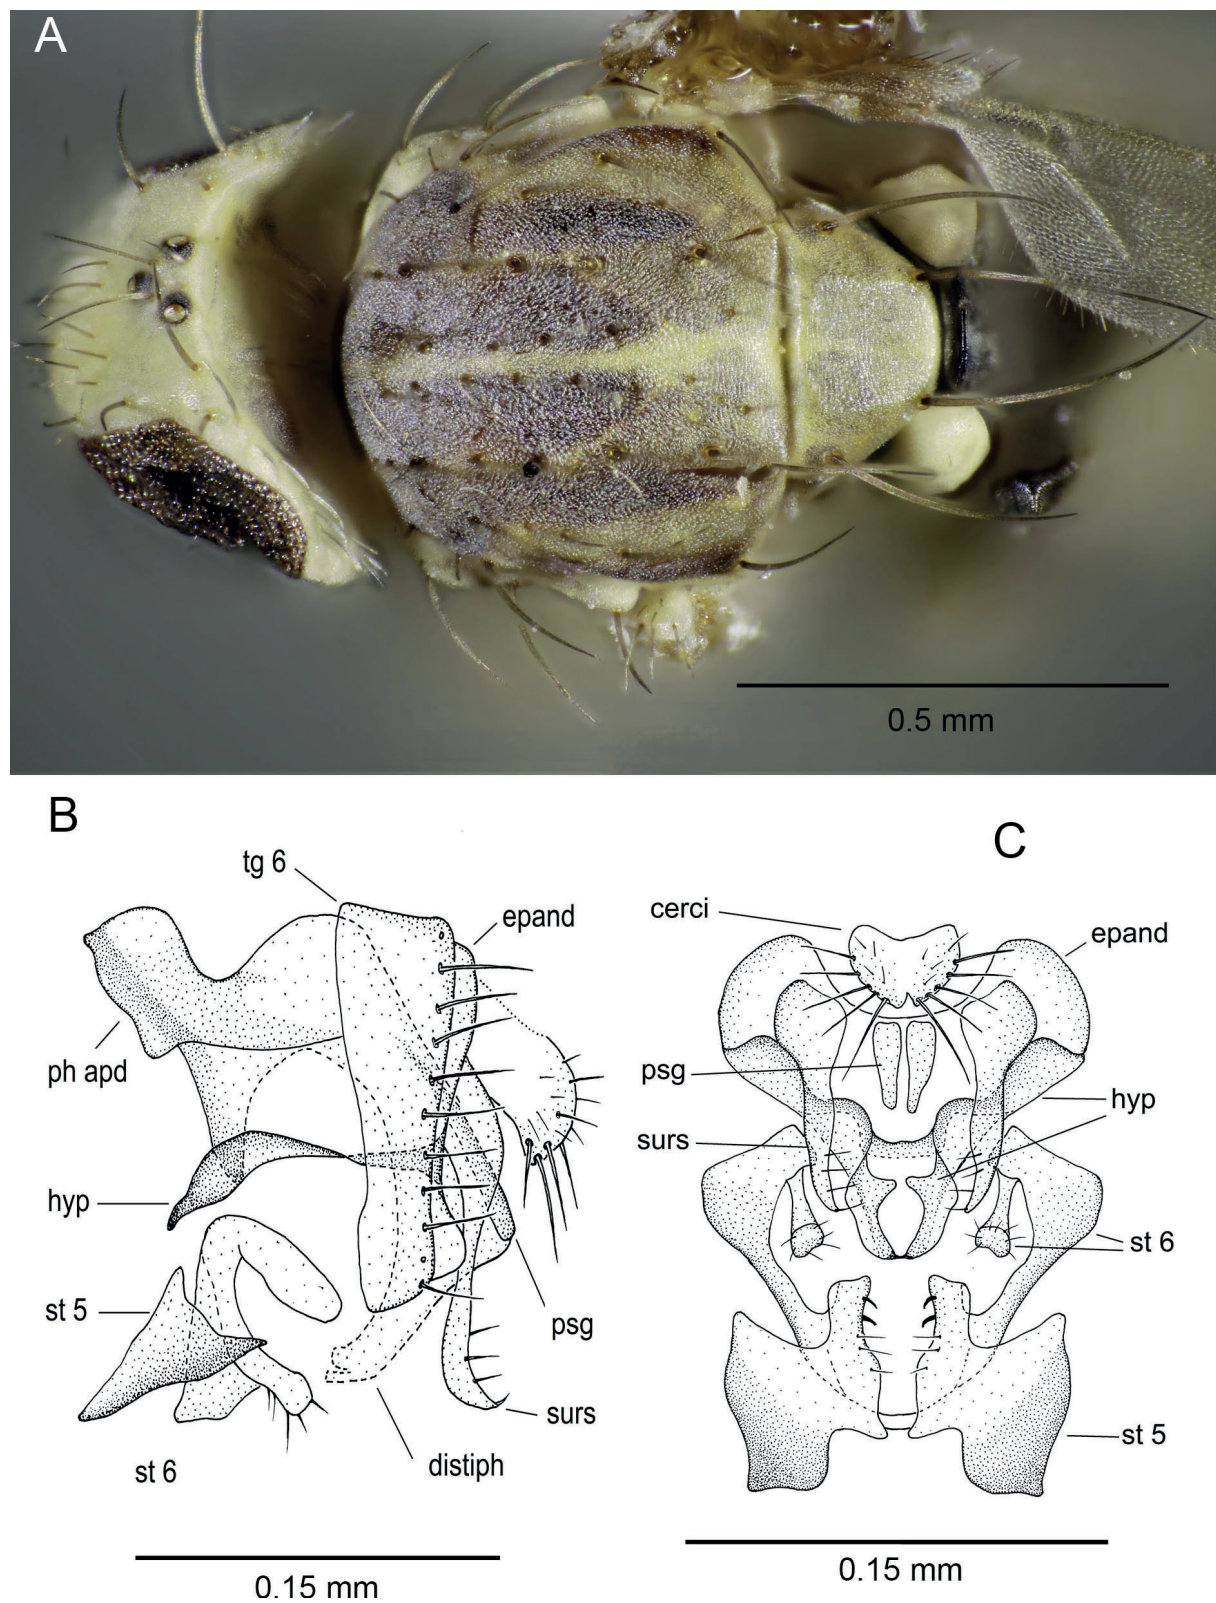 A
0.5 mm
B
C
tg 6
epand
cerci
epand
ph apd
psg
hyp
surs
hyp
st 6
st 5
psg
surs
st 5
distiph
st 6
0.15 mm
0.15 mm